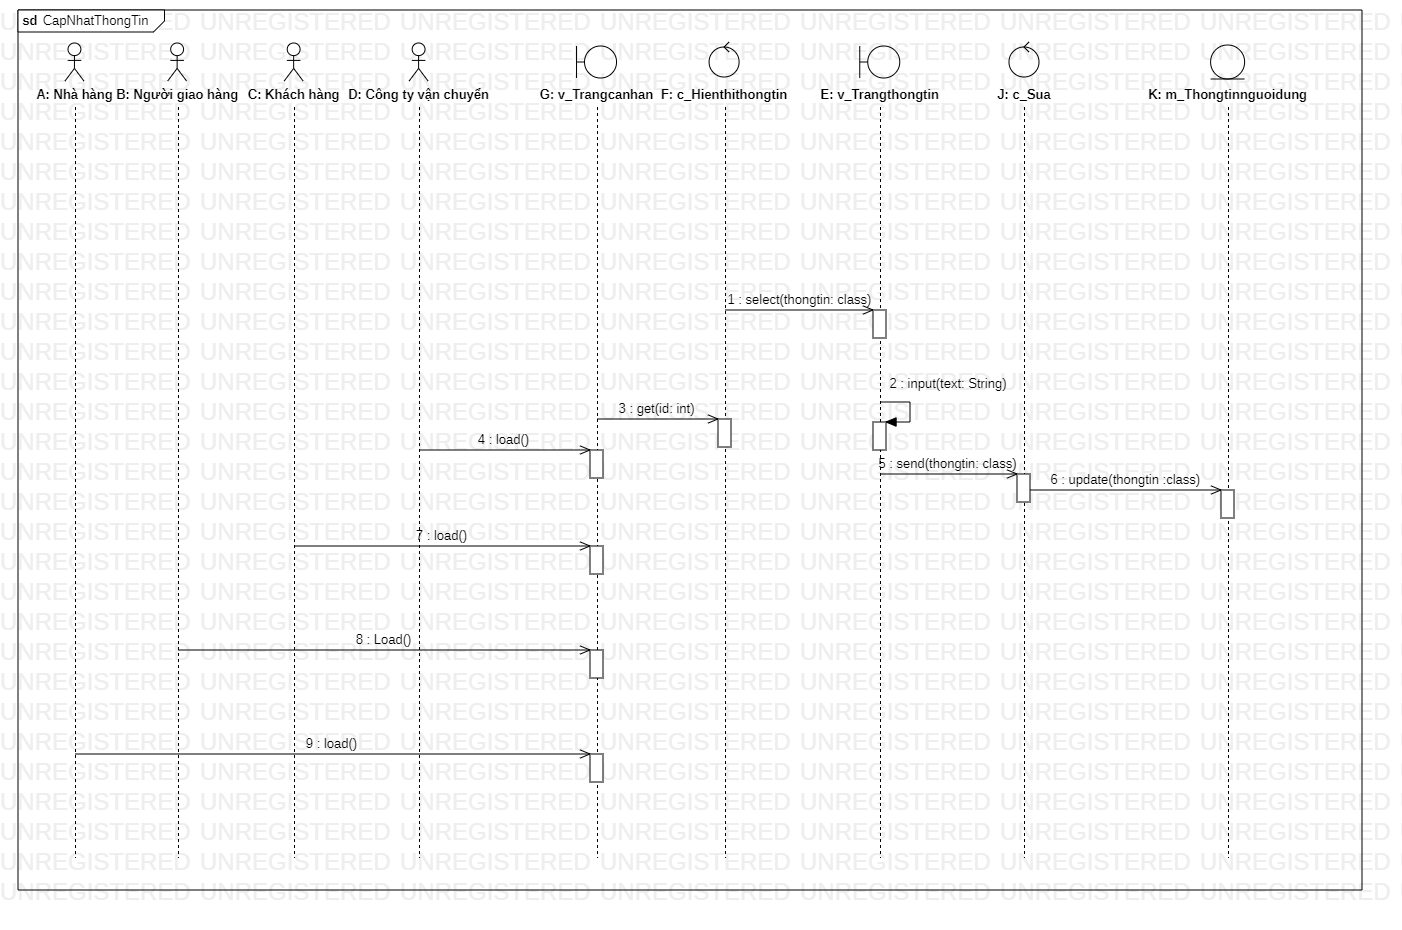 sd CapNhatThongTin
A: Nhà hàng B: Người giao hàng C: Khách hàng D: Công ty vận chuyển G: v_Trangcanhan F: c_Hienthithongtin E: v_Trangthongtin J: c_Sua K: m_Thongtinnguoidung
1 : select(thongtin: class)
2 : input(text: String)
3 : get(id: int)
4 : load()
5 : send(thongtin: class)
6 : update(thongtin :class)
7 : load()
8 : Load()
9 : load()
UNREGISTERED